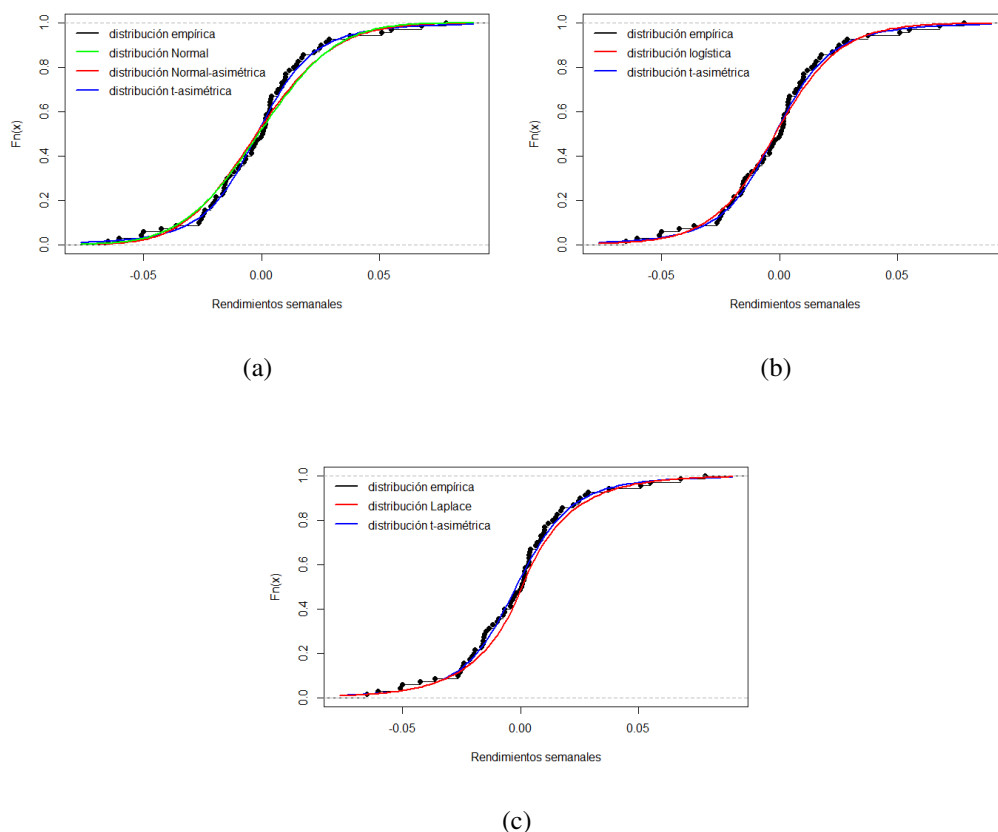 distribución empírica
distribución Normal
distribución Normal-asimétrica
distribución t-asimétrica
Fn(x)
0.0
0.2
0.4
0.6
0.8
1.0
-0.05
0.00
0.05
Rendimientos semanales
(a)
distribución empírica
distribución logística
distribución t-asimétrica
Fn(x)
0.0
0.2
0.4
0.6
0.8
1.0
-0.05
0.00
0.05
Rendimientos semanales
(b)
distribución empírica
distribución Laplace
distribución t-asimétrica
Fn(x)
0.0
0.2
0.4
0.6
0.8
1.0
-0.05
0.00
0.05
Rendimientos semanales
(c)